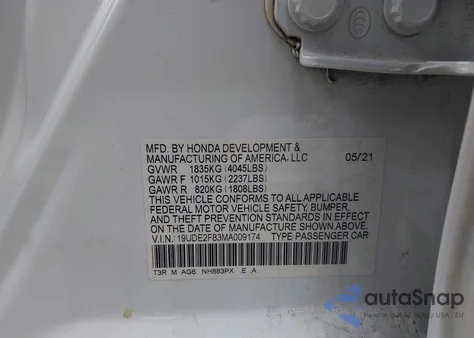 MFD. BY HONDA DEVELOPMENT &
MANUFACTURING OF AMERICA, LLC 05/21
GVWR 1835KG (4045LBS)
GAWR F 1015KG (2237LBS)
GAWR R 820KG (1808LBS)
THIS VEHICLE CONFORMS TO ALL APPLICABLE
FEDERAL MOTOR VEHICLE SAFETY, BUMPER,
AND THEFT PREVENTION STANDARDS IN EFFECT
ON THE DATE OF MANUFACTURE SHOWN ABOVE.
V.I.N.: 19UDE2F83MA009174 TYPE: PASSENGER CAR
T3R M AG6 NH883PX E A
autoSnap